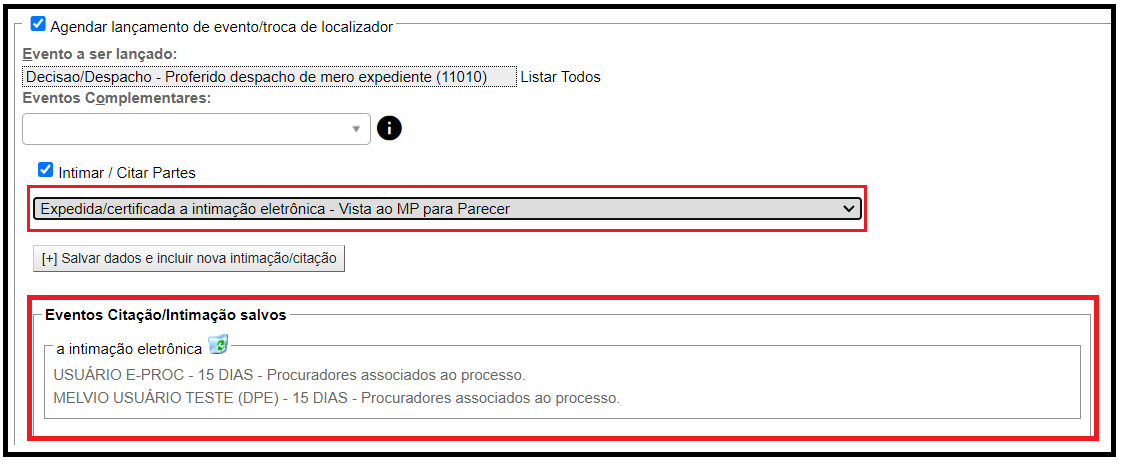 Agendar lançamento de evento/troca de localizador
Evento a ser lançado:
Decisao/Despacho - Proferido despacho de mero expediente (11010) Listar Todos
Eventos Complementares:
Intimar / Citar Partes
Expedida/certificada a intimação eletrônica - Vista ao MP para Parecer
[+] Salvar dados e incluir nova intimação/citação
Eventos Citação/Intimação salvos
a intimação eletrônica
USUÁRIO E-PROC - 15 DIAS - Procuradores associados ao processo.
MELVIO USUÁRIO TESTE (DPE) - 15 DIAS - Procuradores associados ao processo.